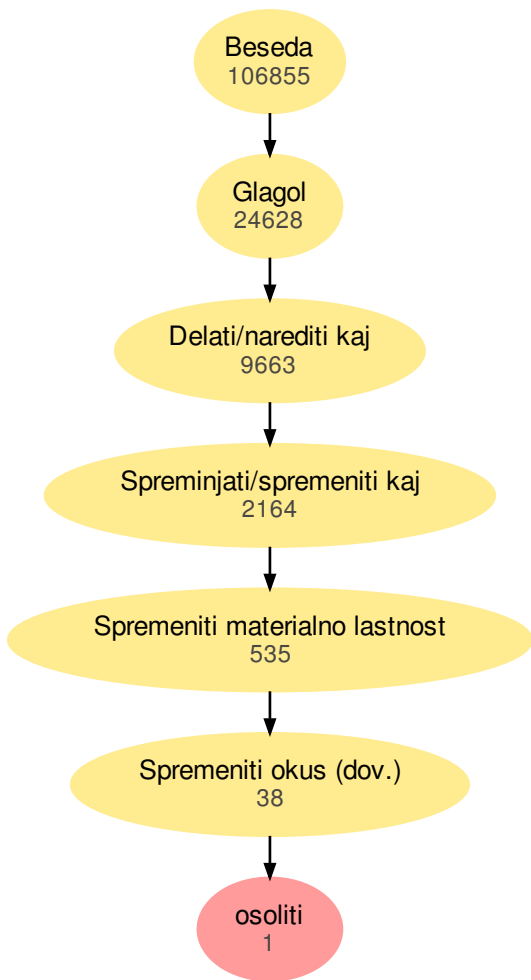 Beseda
106855
Glagol
24628
Delati/narediti kaj
9663
Spreminjati/spremeniti kaj
2164
Spremeniti materialno lastnost
535
Spremeniti okus (dov.)
38
osoliti
1